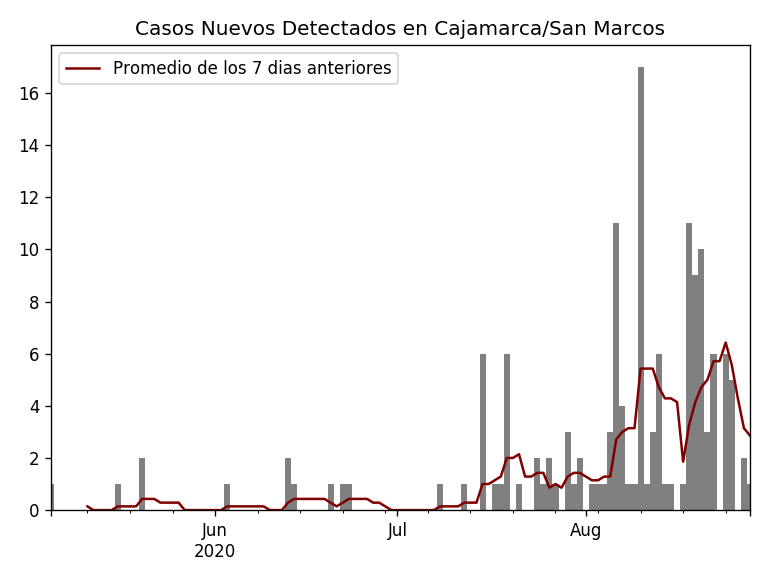 Casos Nuevos Detectados en Cajamarca/San Marcos
Promedio de los 7 dias anteriores
16
14
12
10
8
6
4
2
0
Jun
2020
Jul
Aug